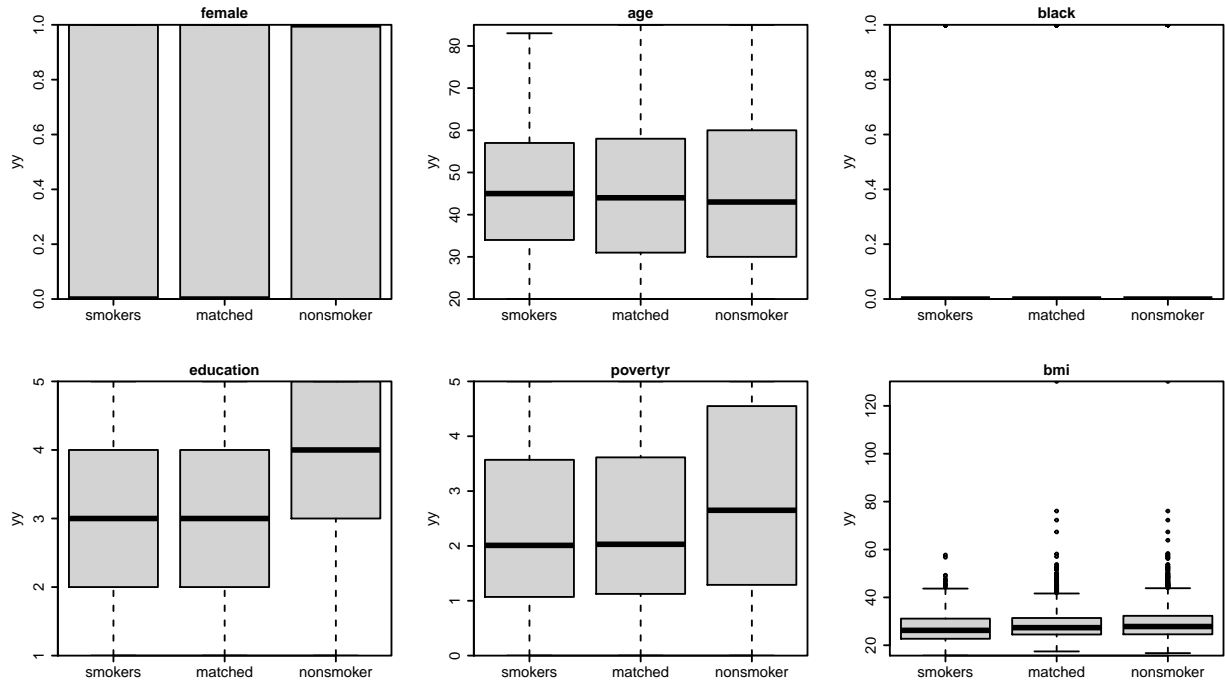 female
age
black
yy
0.0 0.2 0.4 0.6 0.8 1.0
smokers matched nonsmoker
yy
20 30 40 50 60 70 80
smokers matched nonsmoker
yy
0.0 0.2 0.4 0.6 0.8 1.0
smokers matched nonsmoker
education
povertyr
bmi
yy
1 2 3 4 5
smokers matched nonsmoker
yy
0 1 2 3 4 5
smokers matched nonsmoker
yy
20 40 60 80 100 120
smokers matched nonsmoker